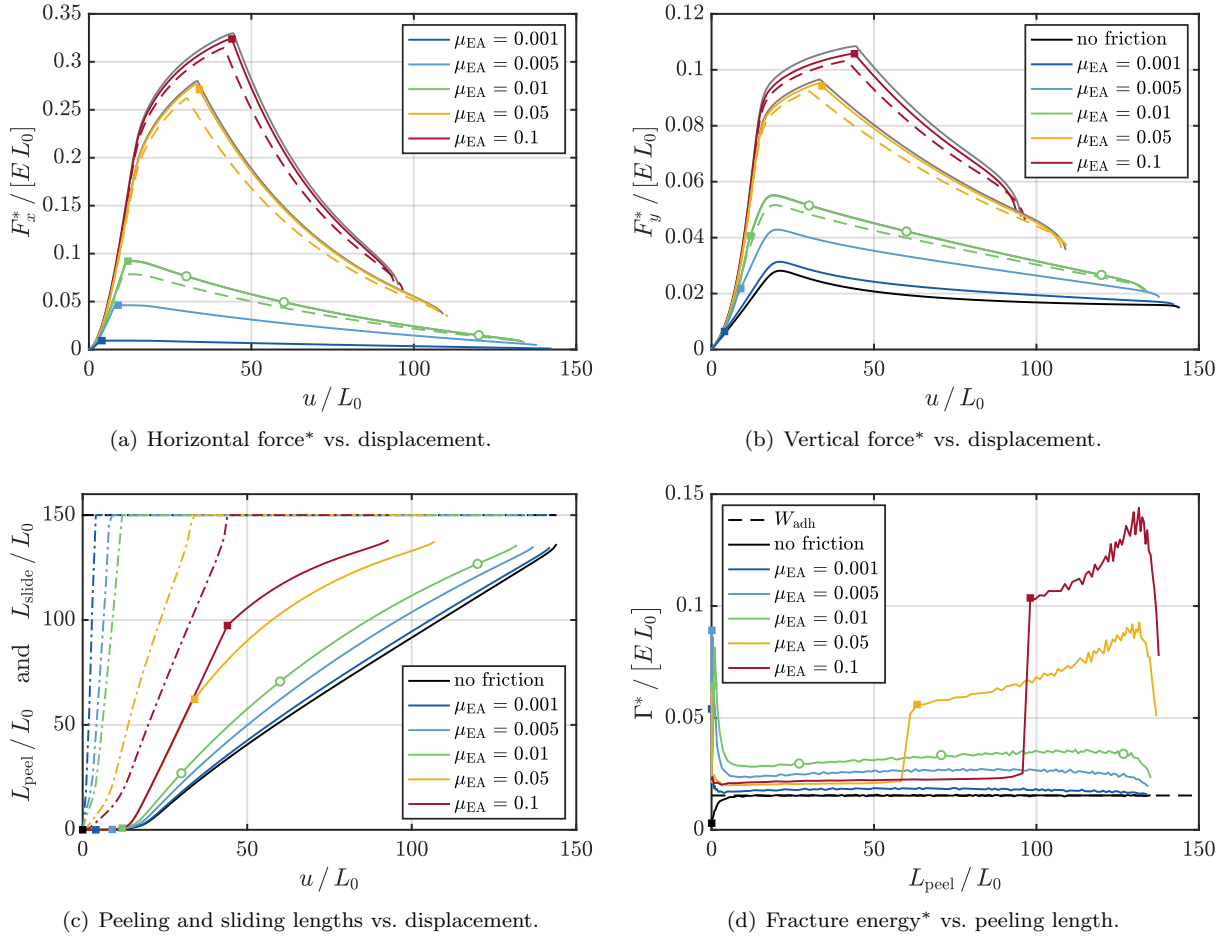 0.35
0.3
0.25
0.2
0.15
0.1
0.05
0
0 50 100 150
F*x / [E L0]
u / L0
μEA = 0.001
μEA = 0.005
μEA = 0.01
μEA = 0.05
μEA = 0.1
(a) Horizontal force* vs. displacement.
0.12
0.1
0.08
0.06
0.04
0.02
0
0 50 100 150
F*y / [E L0]
u / L0
no friction
μEA = 0.001
μEA = 0.005
μEA = 0.01
μEA = 0.05
μEA = 0.1
(b) Vertical force* vs. displacement.
150
100
50
0
0 50 100 150
Lpeel / L0 and Lslide / L0
u / L0
no friction
μEA = 0.001
μEA = 0.005
μEA = 0.01
μEA = 0.05
μEA = 0.1
(c) Peeling and sliding lengths vs. displacement.
0.15
0.1
0.05
0
0 50 100 150
Γ* / [E L0]
Lpeel / L0
Wadh
no friction
μEA = 0.001
μEA = 0.005
μEA = 0.01
μEA = 0.05
μEA = 0.1
(d) Fracture energy* vs. peeling length.